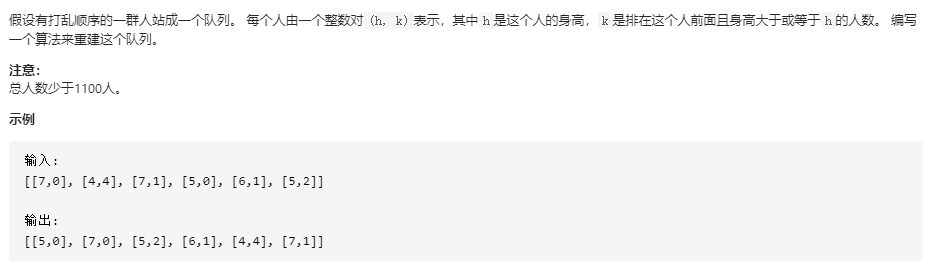 假设有打乱顺序的一群人站成一个队列。 每个人由一个整数对 (h, k) 表示，其中 h 是这个人的身高， k 是排在这个人前面且身高大于或等于 h 的人数。 编写
一个算法来重建这个队列。
注意：
总人数少于1100人。
示例
输入:
[[7,0], [4,4], [7,1], [5,0], [6,1], [5,2]]
输出:
[[5,0], [7,0], [5,2], [6,1], [4,4], [7,1]]